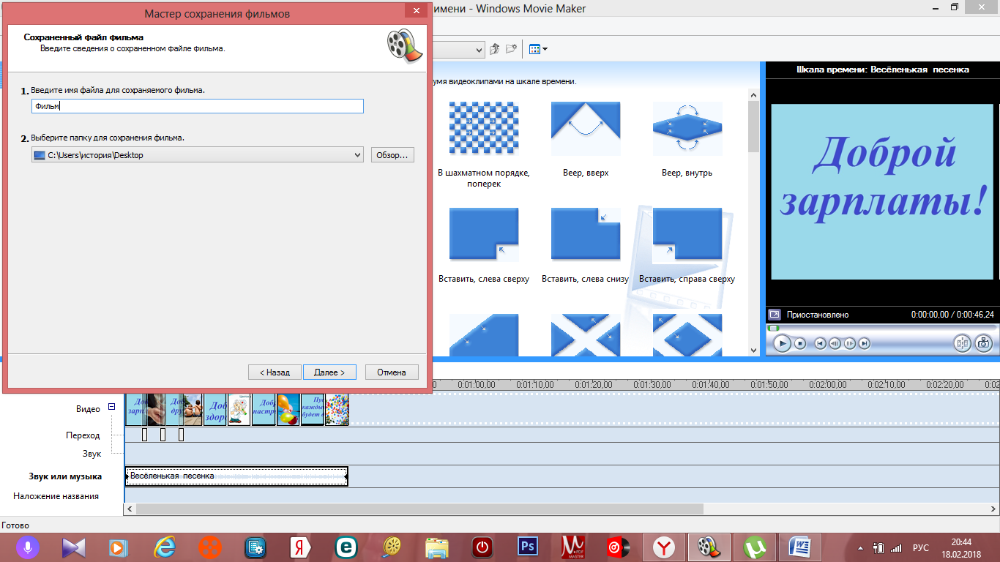 Мастер сохранения фильмов
имени - Windows Movie Maker
Сохраненный файл фильма
Введите сведения о сохраненном файле фильма.
1. Введите имя файла для сохраняемого фильма.
Фильм
2. Выберите папку для сохранения фильма.
C:\Users\история\Desktop
Обзор...
< Назад
Далее >
Отмена
видеоклипами на шкале времени.
В шахматном порядке,
поперек
Веер, вверх
Веер, внутрь
Вставить, слева сверху
Вставить, слева снизу
Вставить, справа сверху
Шкала времени: Весёленькая песенка
Доброй
зарплаты!
Приостановлено
0:00:00,00 / 0:00:46,24
0:01:00,00
0:01:10,00
0:01:20,00
0:01:30,00
0:01:40,00
0:01:50,00
0:02:00,00
0:02:10,00
0:02:20,00
Видео
Переход
Звук
Звук или музыка
Весёленькая песенка
Наложение названия
Готово
Я
e
Ps
PDF
MASTER
Y
µ
W
РУС
20:44
18.02.2018